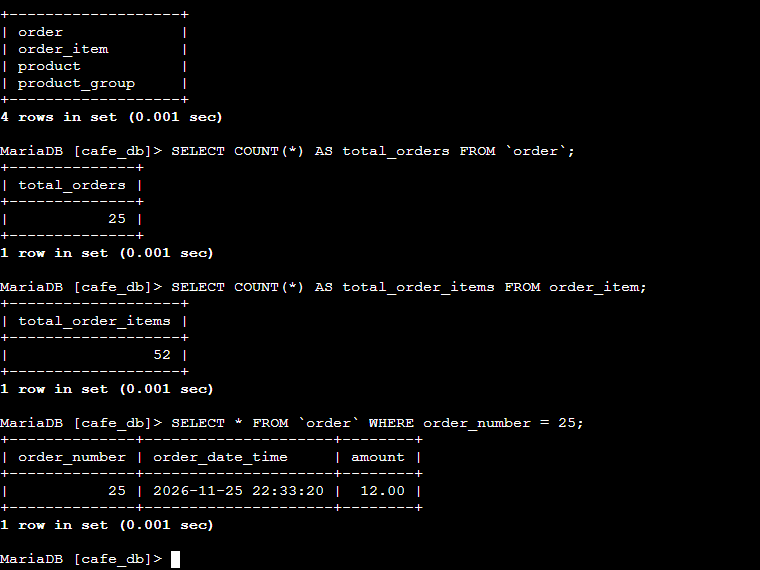 +-------------------+
| order             |
| order_item        |
| product           |
| product_group     |
+-------------------+
4 rows in set (0.001 sec)

MariaDB [cafe_db]> SELECT COUNT(*) AS total_orders FROM `order`;
+--------------+
| total_orders |
+--------------+
|           25 |
+--------------+
1 row in set (0.001 sec)

MariaDB [cafe_db]> SELECT COUNT(*) AS total_order_items FROM order_item;
+-------------------+
| total_order_items |
+-------------------+
|                52 |
+-------------------+
1 row in set (0.001 sec)

MariaDB [cafe_db]> SELECT * FROM `order` WHERE order_number = 25;
+--------------+---------------------+--------+
| order_number | order_date_time     | amount |
+--------------+---------------------+--------+
|           25 | 2026-11-25 22:33:20 |  12.00 |
+--------------+---------------------+--------+
1 row in set (0.001 sec)

MariaDB [cafe_db]>